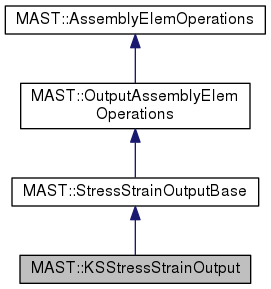 MAST::AssemblyElemOperations
MAST::OutputAssemblyElem
Operations
MAST::StressStrainOutputBase
MAST::KSStressStrainOutput